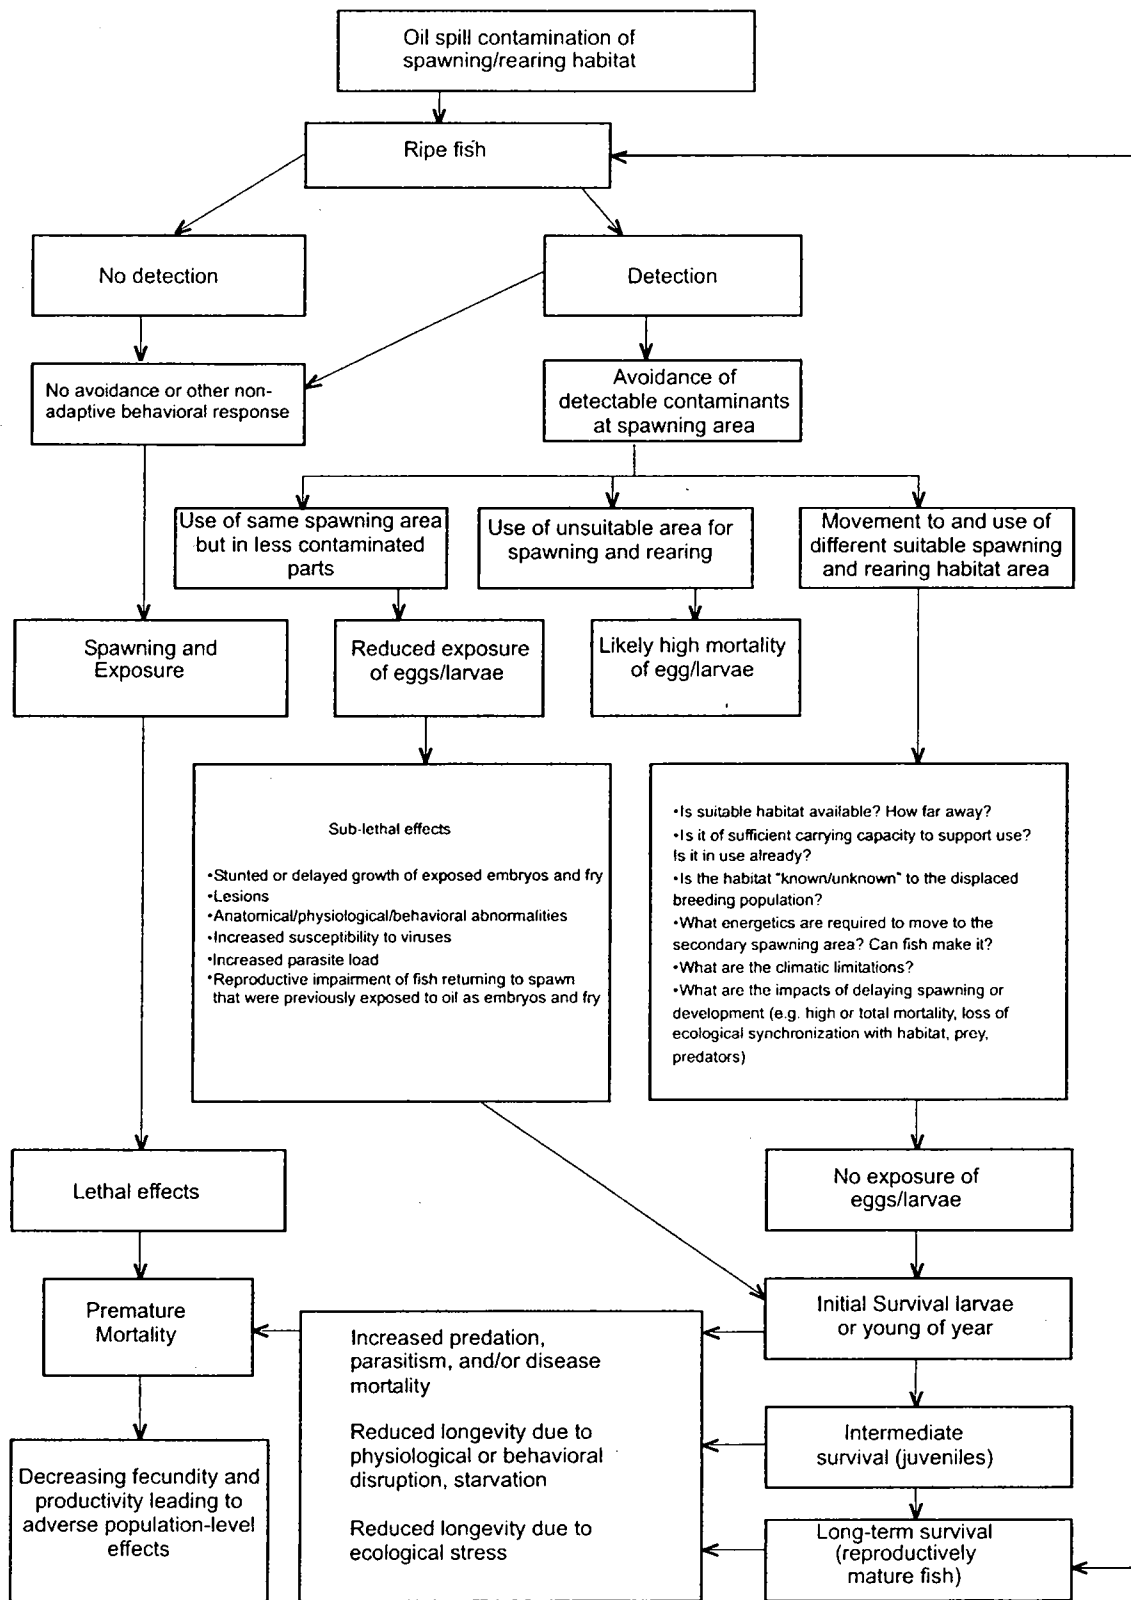 Oil spill contamination of
spawning/rearing habitat
Ripe fish
No detection
Detection
No avoidance or other non-
adaptive behavioral response
Avoidance of
detectable contaminants
at spawning area
Use of same spawning area
but in less contaminated
parts
Use of unsuitable area for
spawning and rearing
Movement to and use of
different suitable spawning
and rearing habitat area
Spawning and
Exposure
Reduced exposure
of eggs/larvae
Likely high mortality
of egg/larvae
Sub-lethal effects
•Stunted or delayed growth of exposed embryos and fry
•Lesions
•Anatomical/physiological/behavioral abnormalities
•Increased susceptibility to viruses
•Increased parasite load
•Reproductive impairment of fish returning to spawn
that were previously exposed to oil as embryos and fry
•Is suitable habitat available? How far away?
•Is it of sufficient carrying capacity to support use?
Is it in use already?
•Is the habitat "known/unknown" to the displaced
breeding population?
•What energetics are required to move to the
secondary spawning area? Can fish make it?
•What are the climatic limitations?
•What are the impacts of delaying spawning or
development (e.g. high or total mortality, loss of
ecological synchronization with habitat, prey,
predators)
Lethal effects
No exposure of
eggs/larvae
Premature
Mortality
Increased predation,
parasitism, and/or disease
mortality
Reduced longevity due to
physiological or behavioral
disruption, starvation
Reduced longevity due to
ecological stress
Initial Survival larvae
or young of year
Intermediate
survival (juveniles)
Long-term survival
(reproductively
mature fish)
Decreasing fecundity and
productivity leading to
adverse population-level
effects